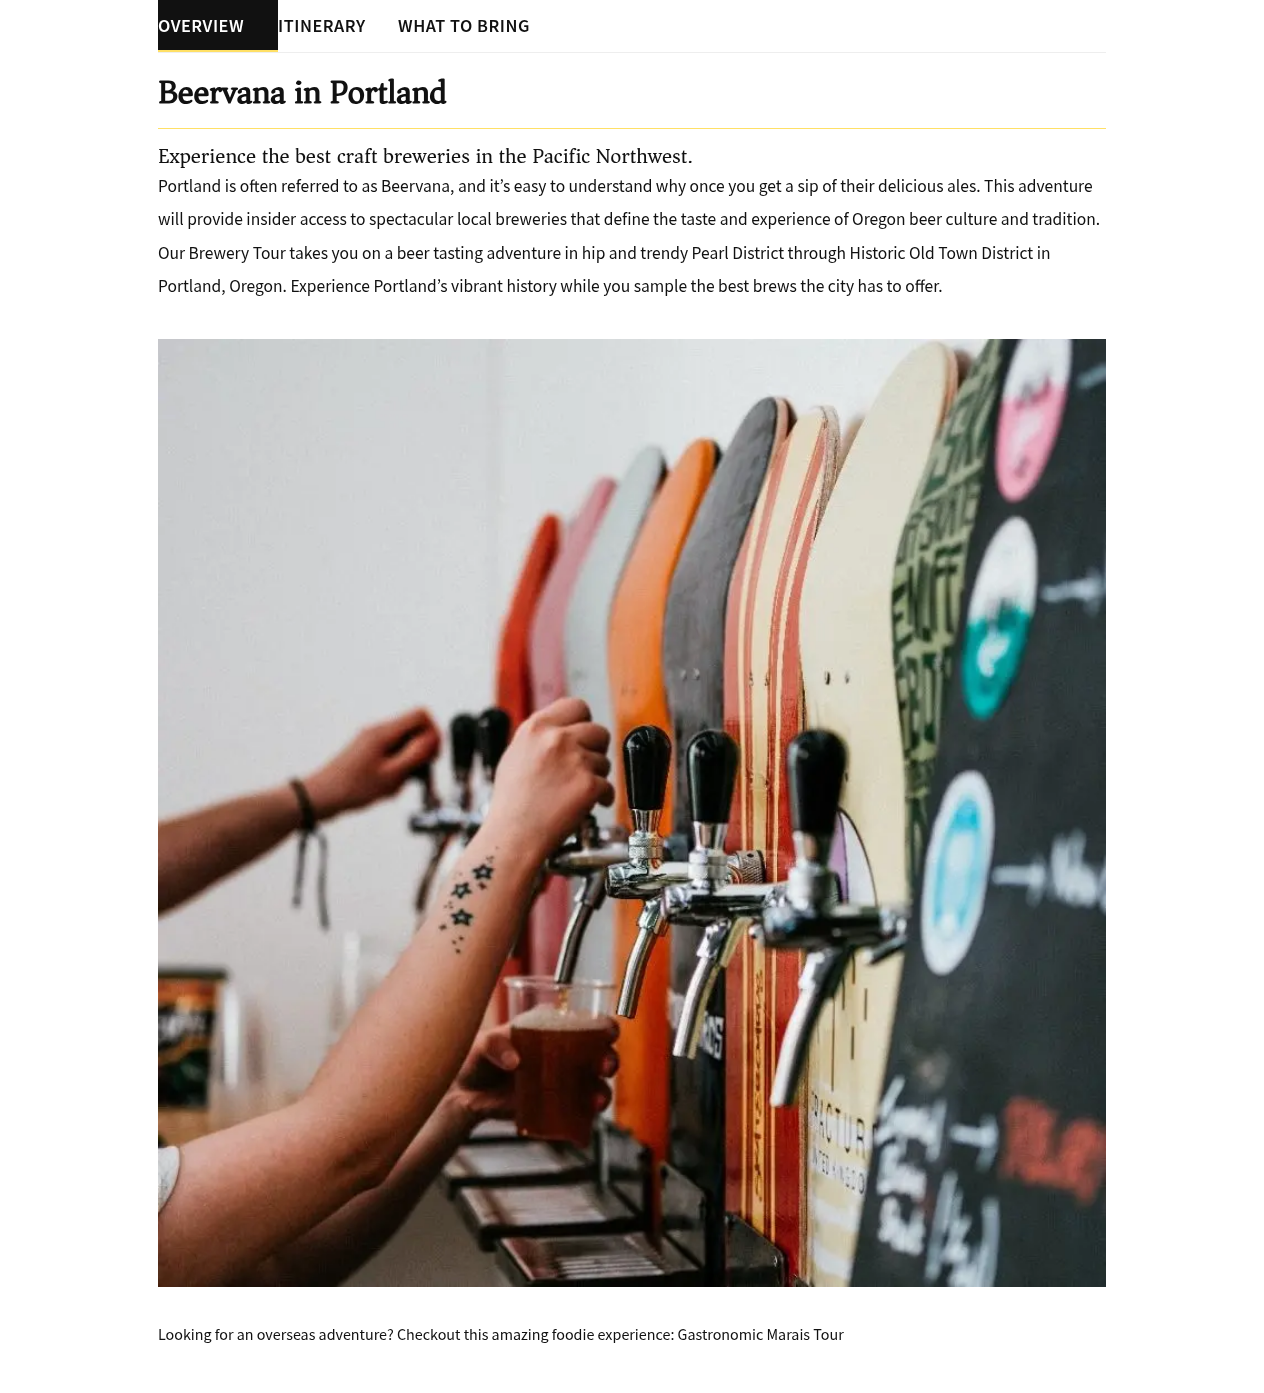 OVERVIEW
ITINERARY
WHAT TO BRING
Beervana in Portland
Experience the best craft breweries in the Pacific Northwest.
Portland is often referred to as Beervana, and it’s easy to understand why once you get a sip of their delicious ales. This adventure
will provide insider access to spectacular local breweries that define the taste and experience of Oregon beer culture and tradition.
Our Brewery Tour takes you on a beer tasting adventure in hip and trendy Pearl District through Historic Old Town District in
Portland, Oregon. Experience Portland’s vibrant history while you sample the best brews the city has to offer.
Looking for an overseas adventure? Checkout this amazing foodie experience: Gastronomic Marais Tour